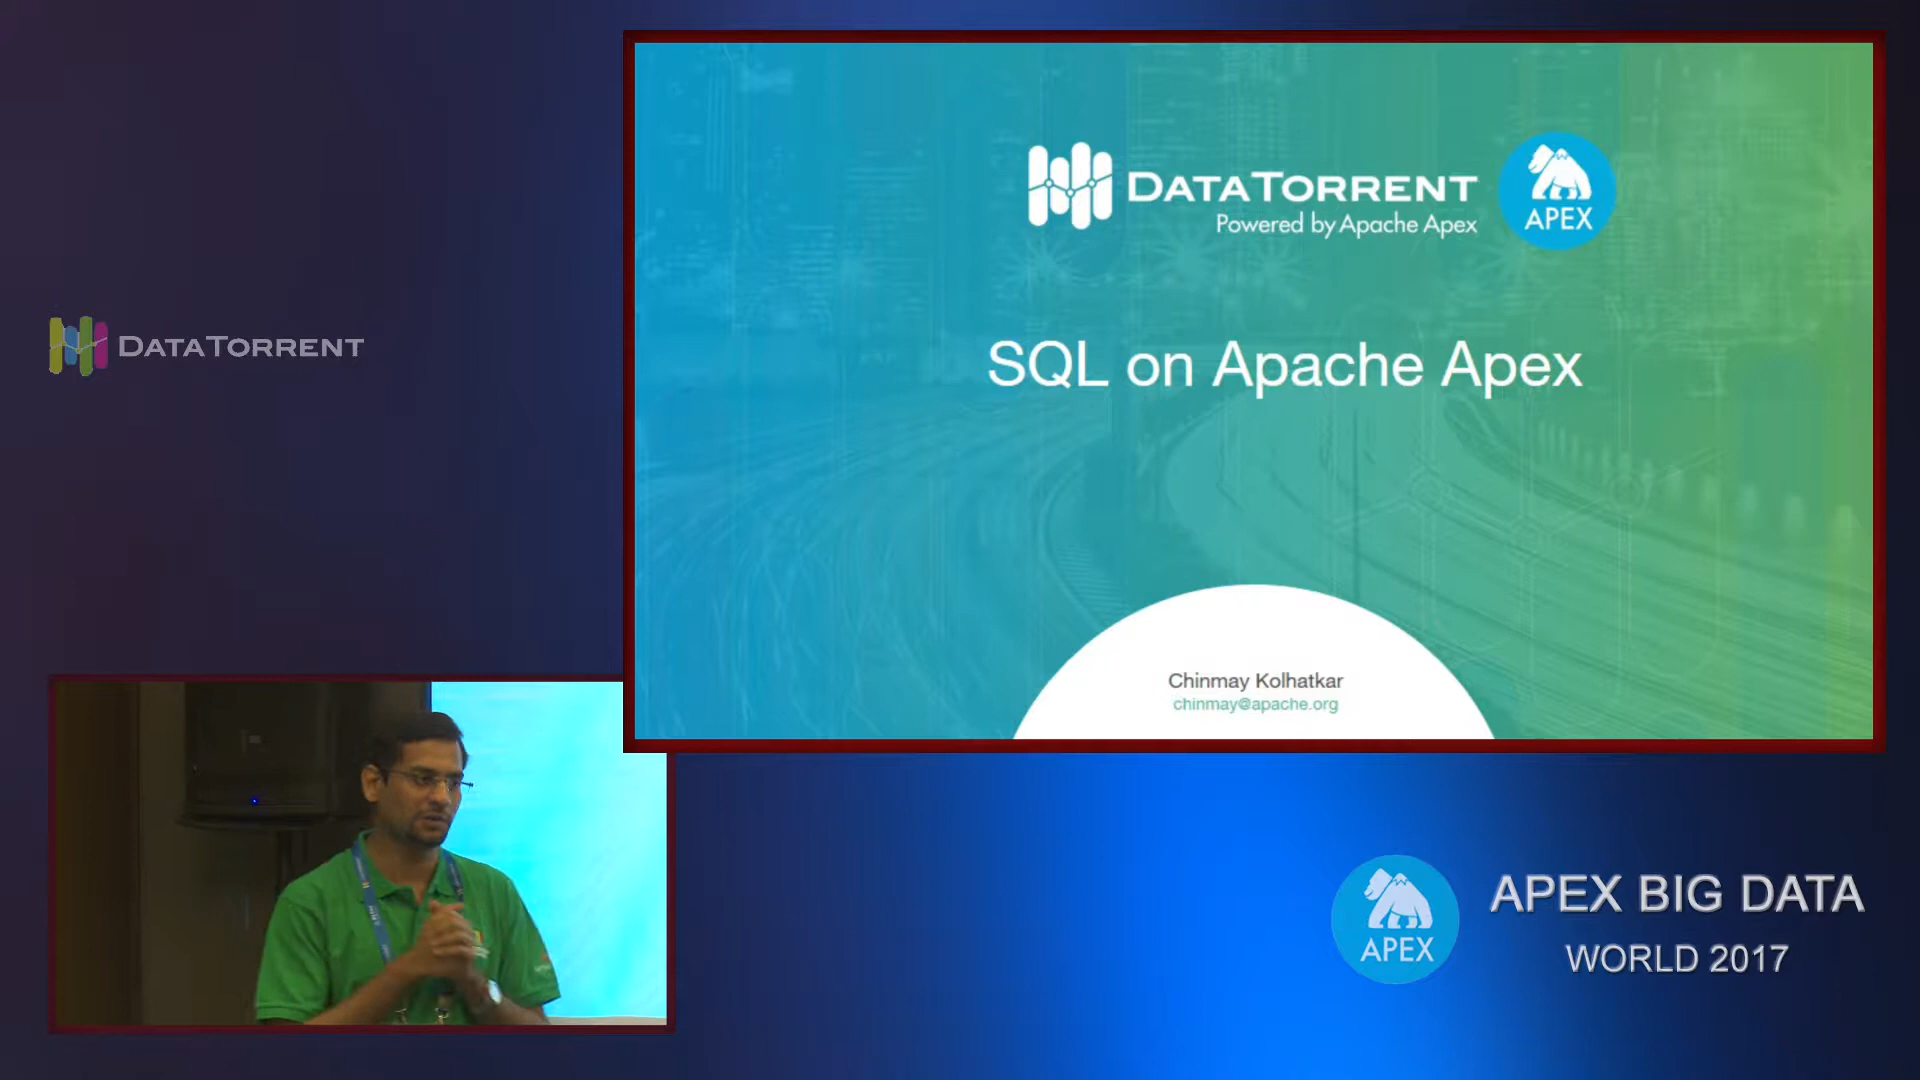 DATATORRENT
Powered by Apache Apex
APEX
SQL on Apache Apex
Chinmay Kolhatkar
chinmay@apache.org
DATATORRENT
APEX
APEX BIG DATA
WORLD 2017